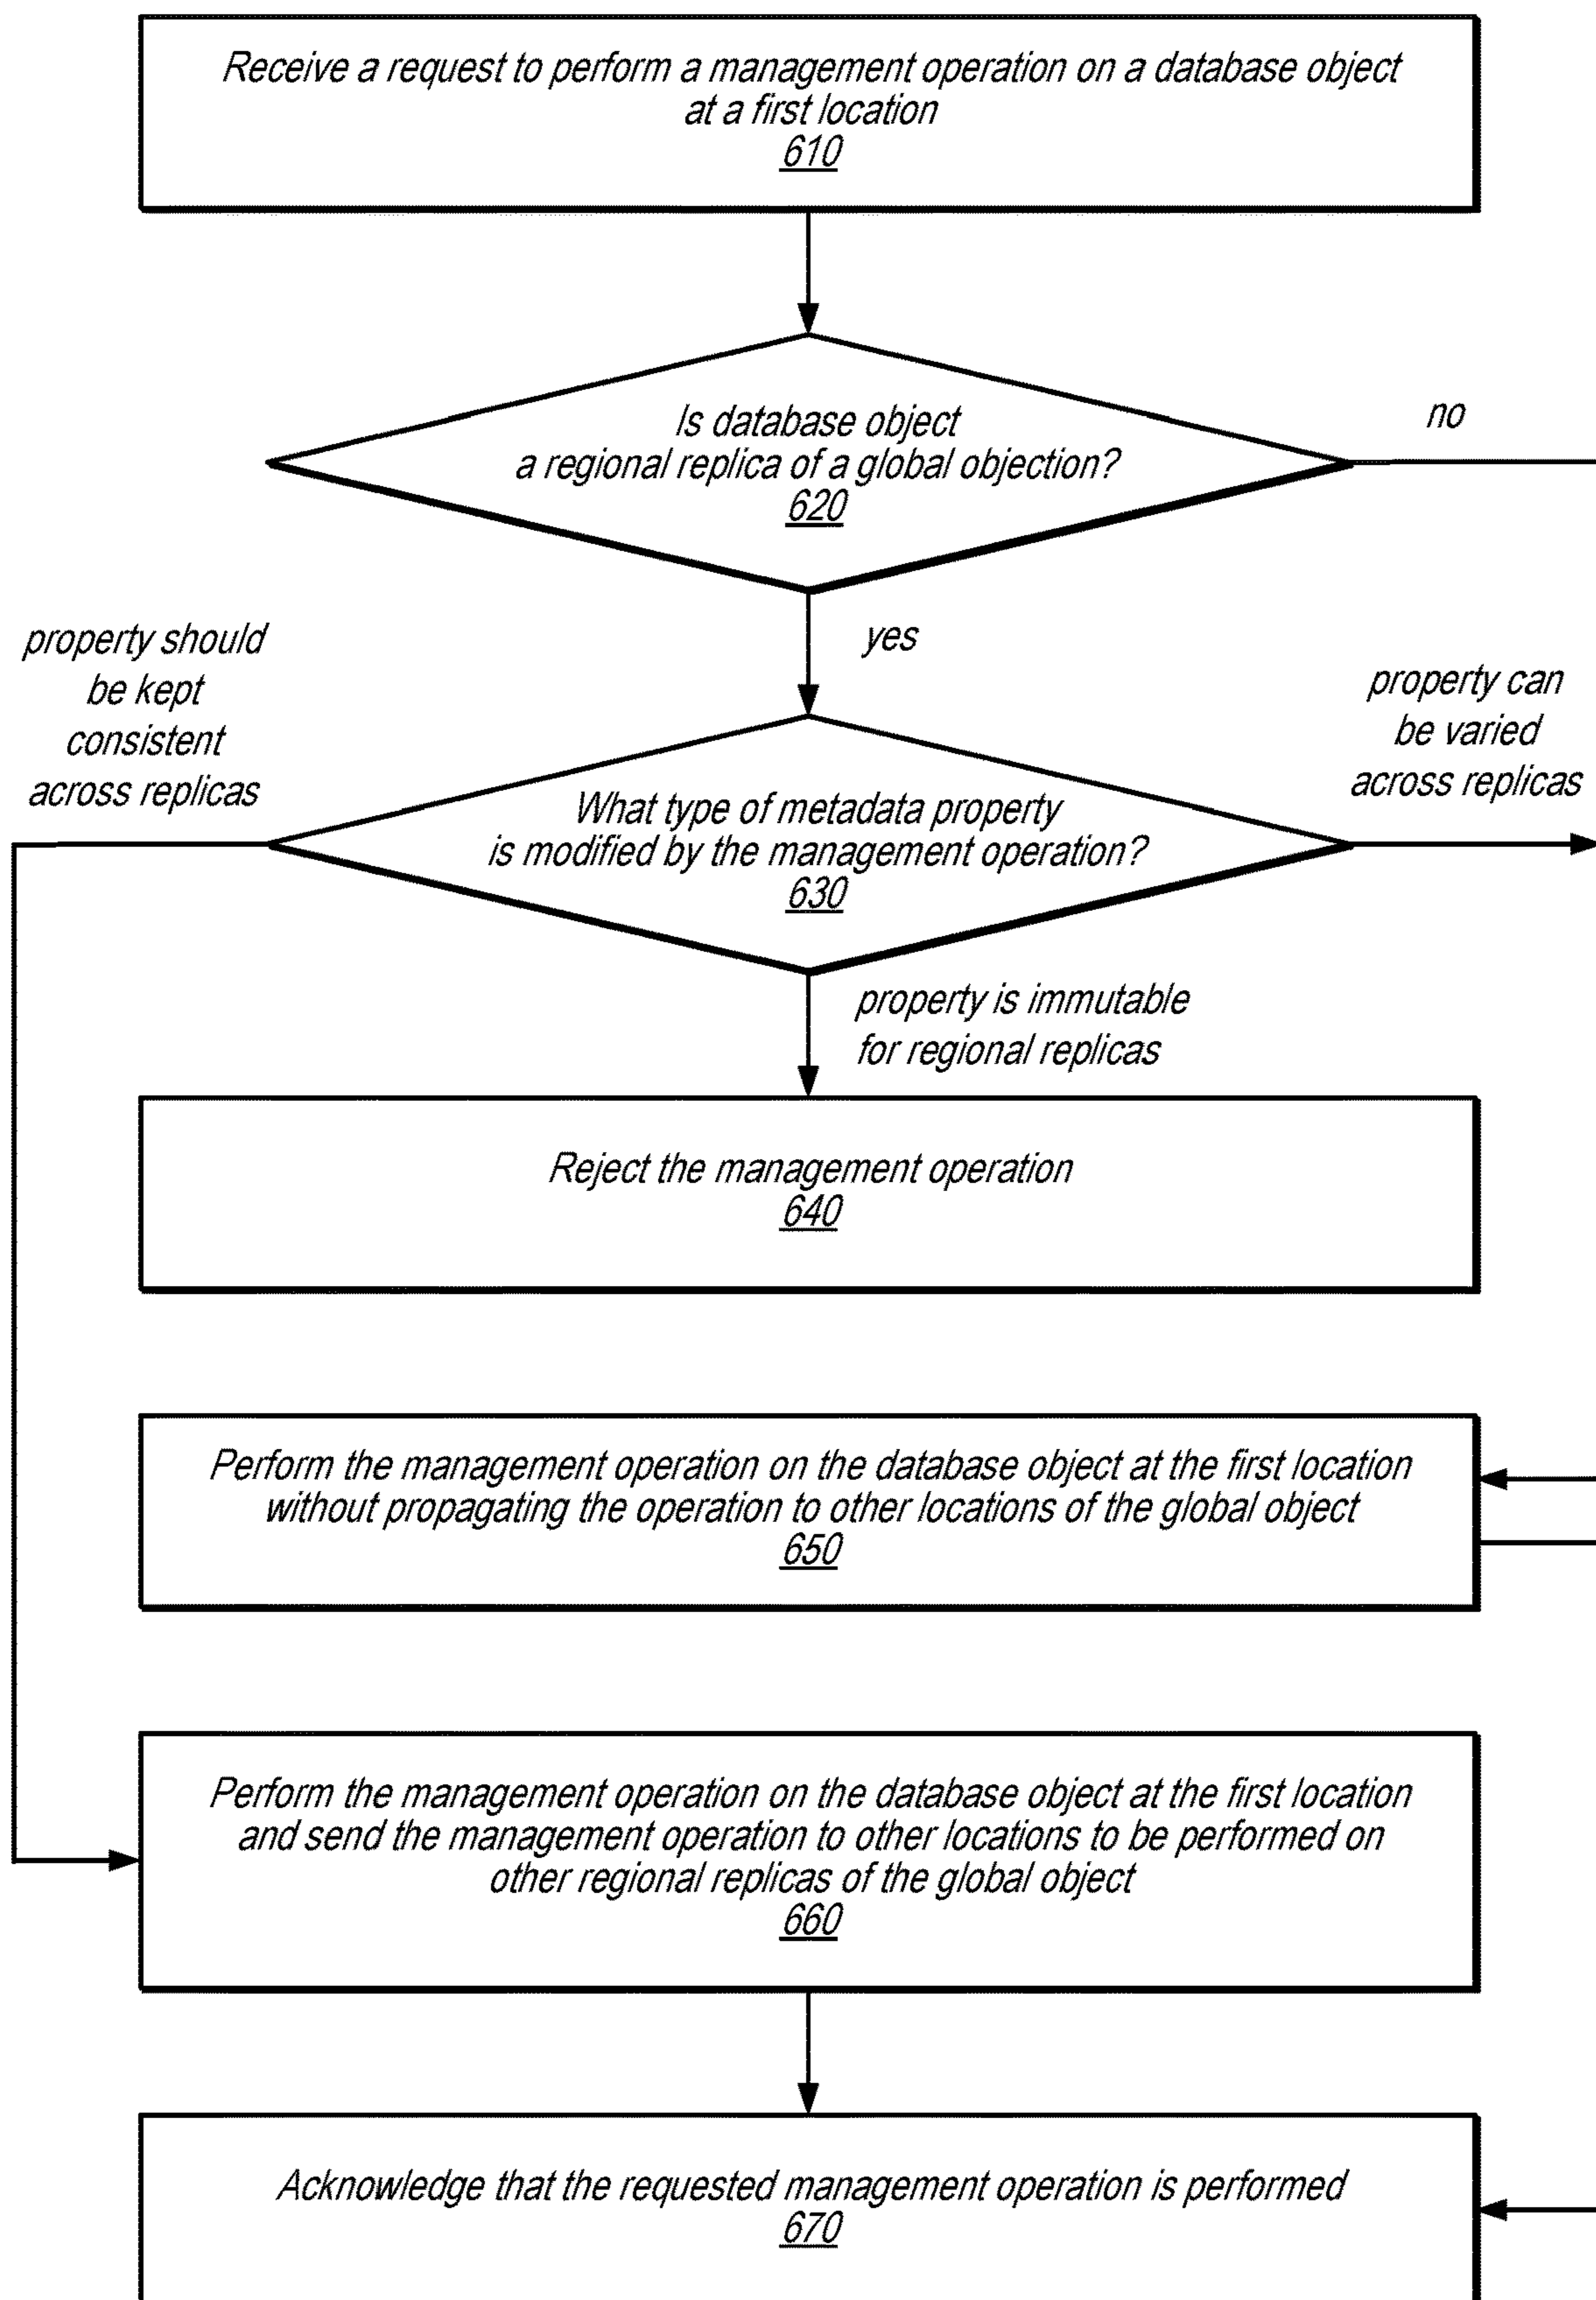 Receive a request to perform a management operation on a database object
at a first location
610
Is database object
a regional replica of a global objection?
620
no
yes
property should
be kept
consistent
across replicas
property can
be varied
across replicas
What type of metadata property
is modified by the management operation?
630
property is immutable
for regional replicas
Reject the management operation
640
Perform the management operation on the database object at the first location
without propagating the operation to other locations of the global object
650
Perform the management operation on the database object at the first location
and send the management operation to other locations to be performed on
other regional replicas of the global object
660
Acknowledge that the requested management operation is performed
670